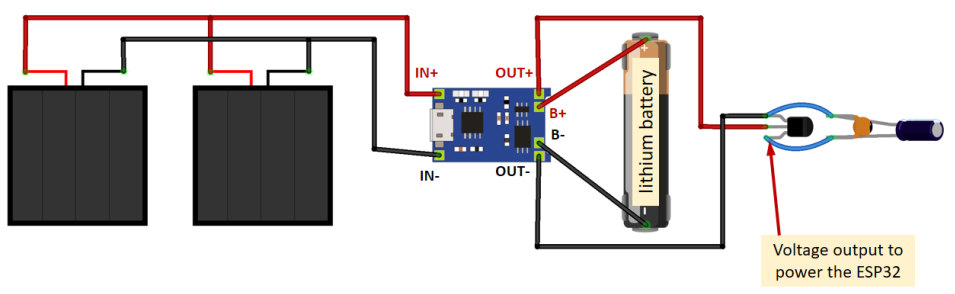 IN+
OUT+
B+
B-
IN-
OUT-
+
lithium battery
-
Voltage output to
power the ESP32